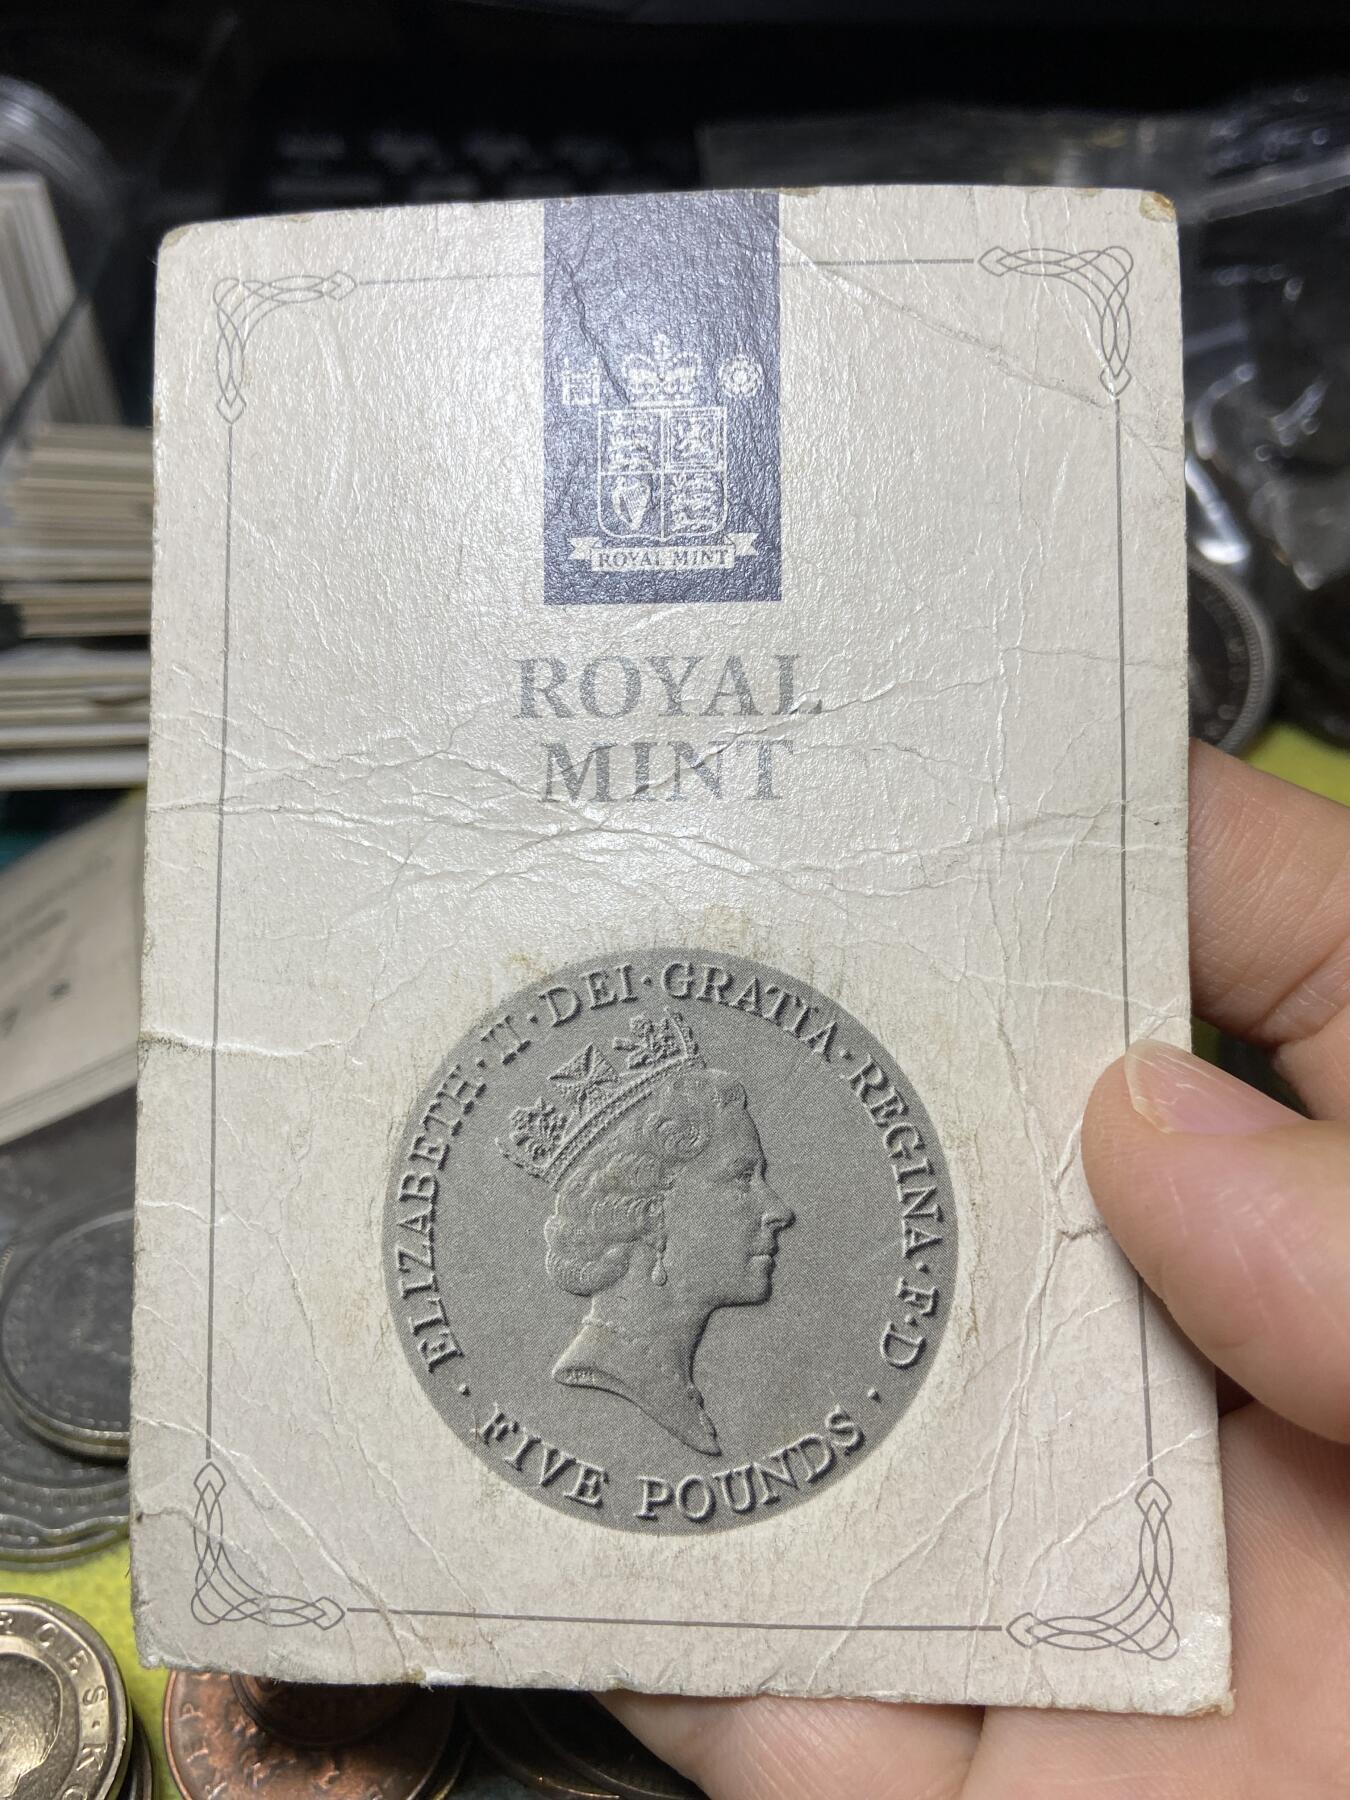 ROYAL MINT
ROYAL
MINT
ELIZABETH·II·DEI·GRATIA·REGINA·F·D
· FIVE POUNDS ·